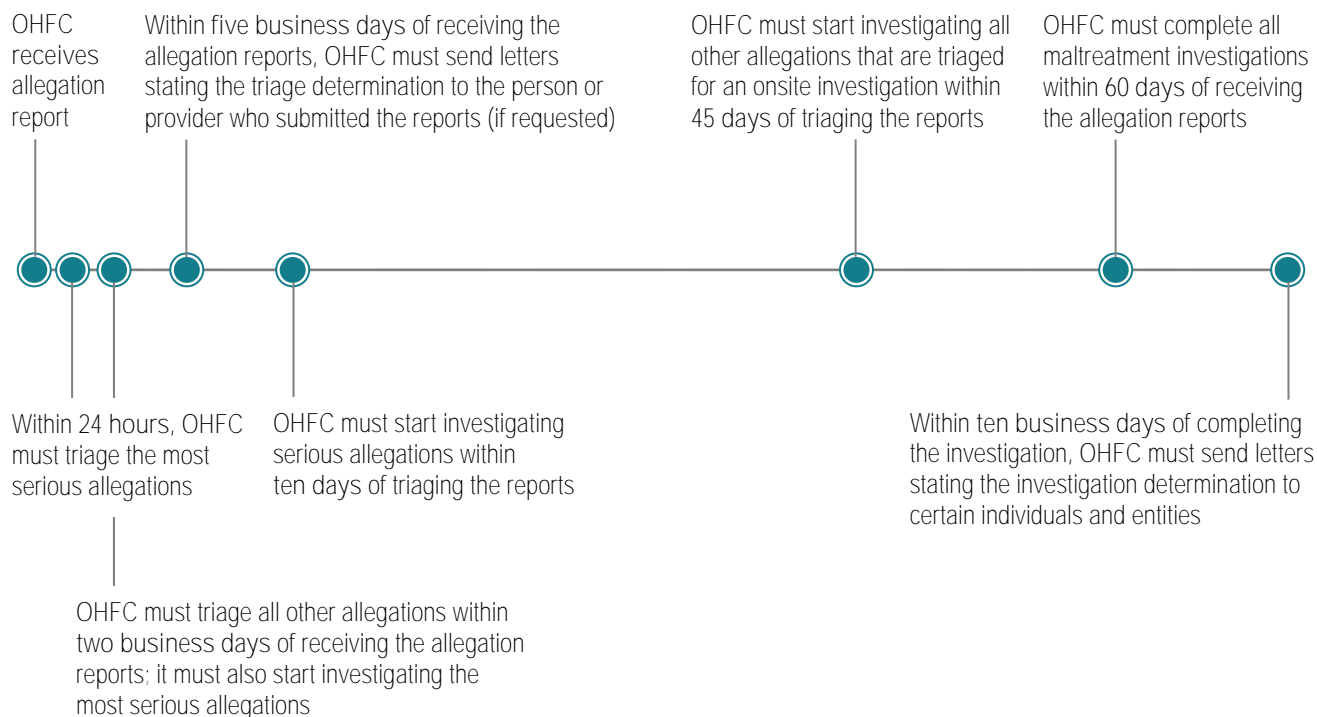 OHFC
receives
allegation
report
Within five business days of receiving the
allegation reports, OHFC must send letters
stating the triage determination to the person or
provider who submitted the reports (if requested)
OHFC must start investigating all
other allegations that are triaged
for an onsite investigation within
45 days of triaging the reports
OHFC must complete all
maltreatment investigations
within 60 days of receiving
the allegation reports
Within 24 hours, OHFC
must triage the most
serious allegations
OHFC must start investigating
serious allegations within
ten days of triaging the reports
Within ten business days of completing
the investigation, OHFC must send letters
stating the investigation determination to
certain individuals and entities
OHFC must triage all other allegations within
two business days of receiving the allegation
reports; it must also start investigating the
most serious allegations